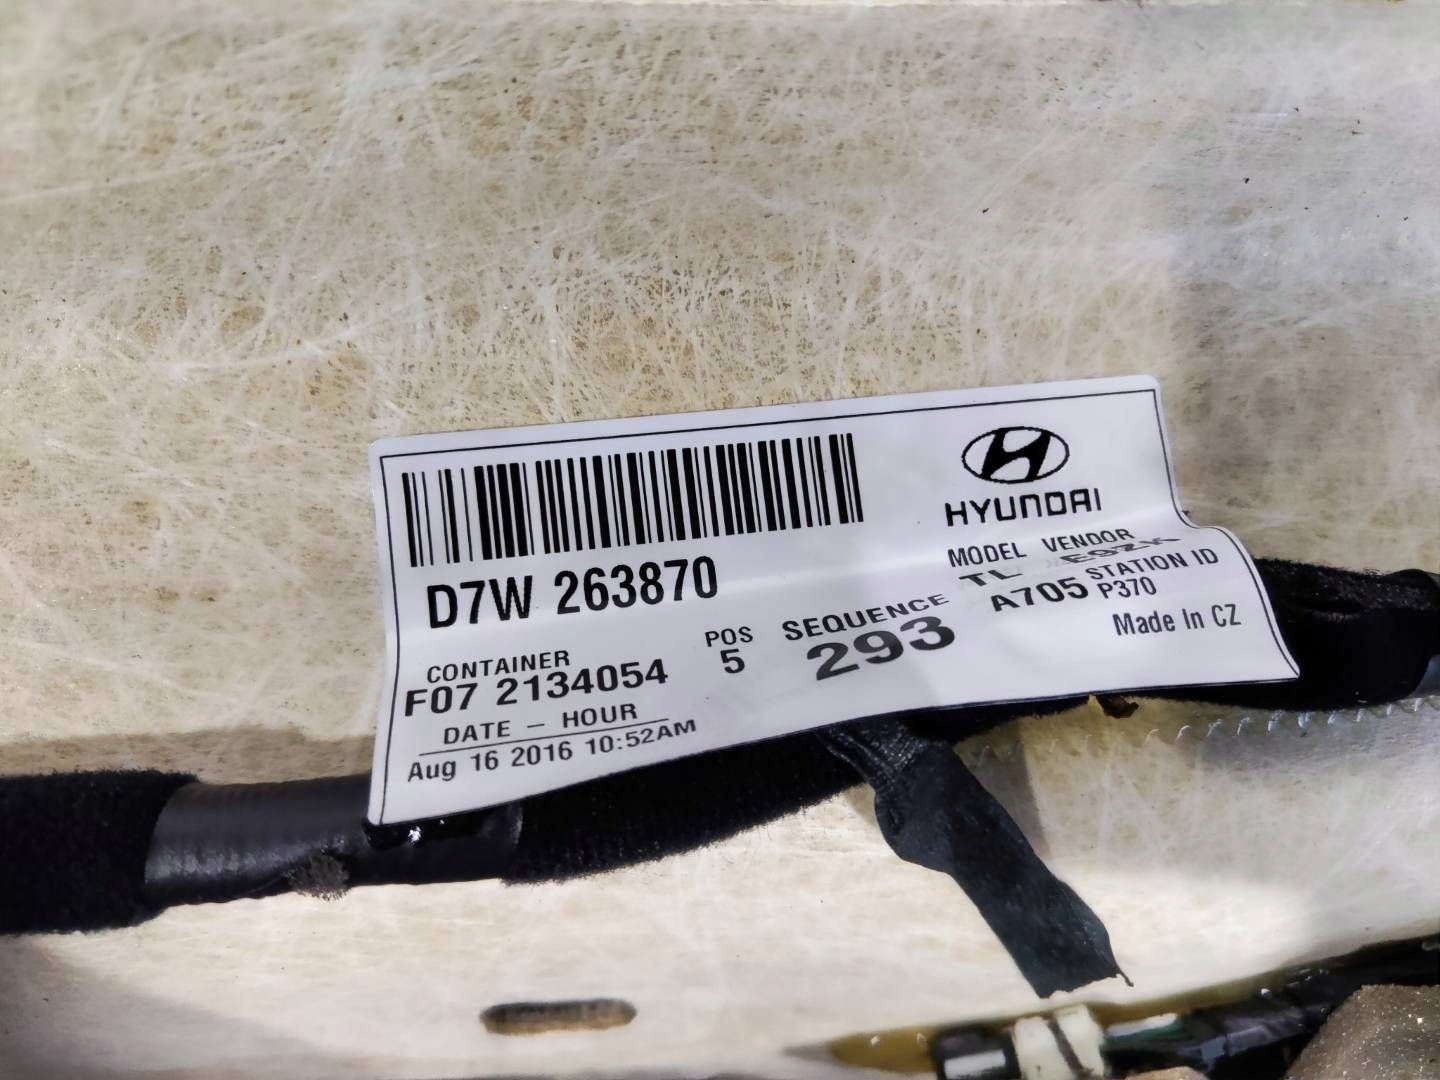 HYUNDAI
D7W 263870
MODEL VENDOR
TL
CONTAINER
F07 2134054
POS
5
SEQUENCE
293
A705
STATION ID
P370
Made In CZ
DATE - HOUR
Aug 16 2016 10:52AM